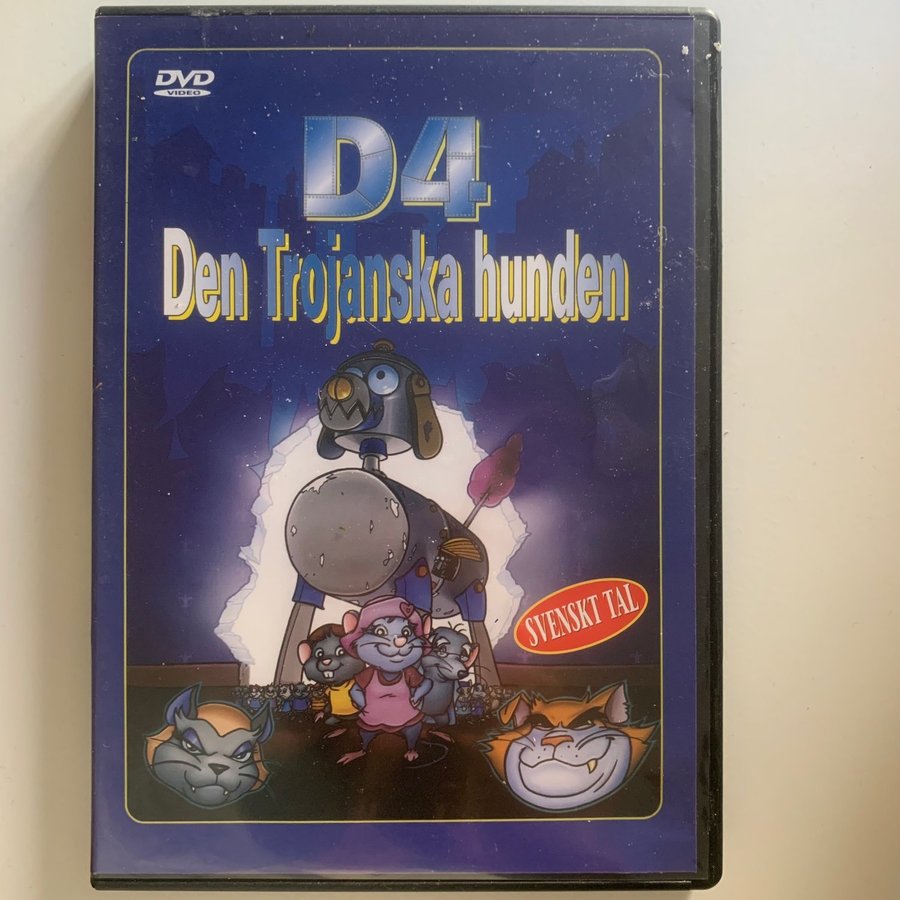 DVD
VIDEO
D4
Den Trojanska hunden
SVENSKT TAL